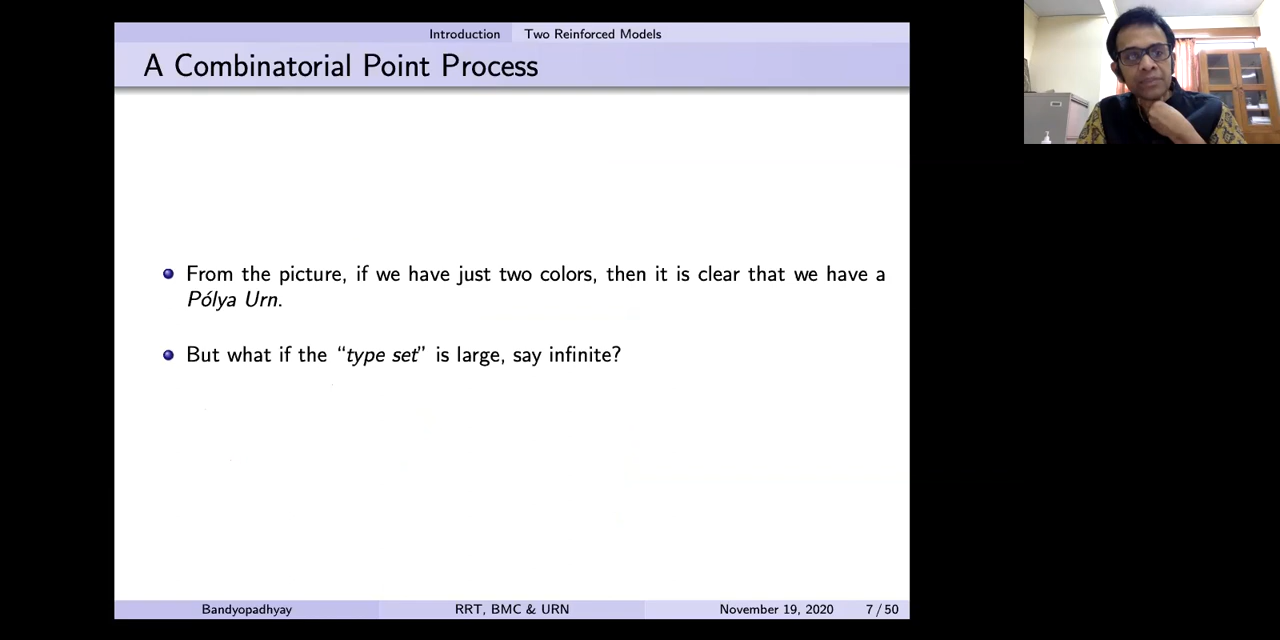 Introduction Two Reinforced Models
A Combinatorial Point Process
From the picture, if we have just two colors, then it is clear that we have a
Pólya Urn.
But what if the “type set” is large, say infinite?
Bandyopadhyay RRT, BMC & URN November 19, 2020 7 / 50